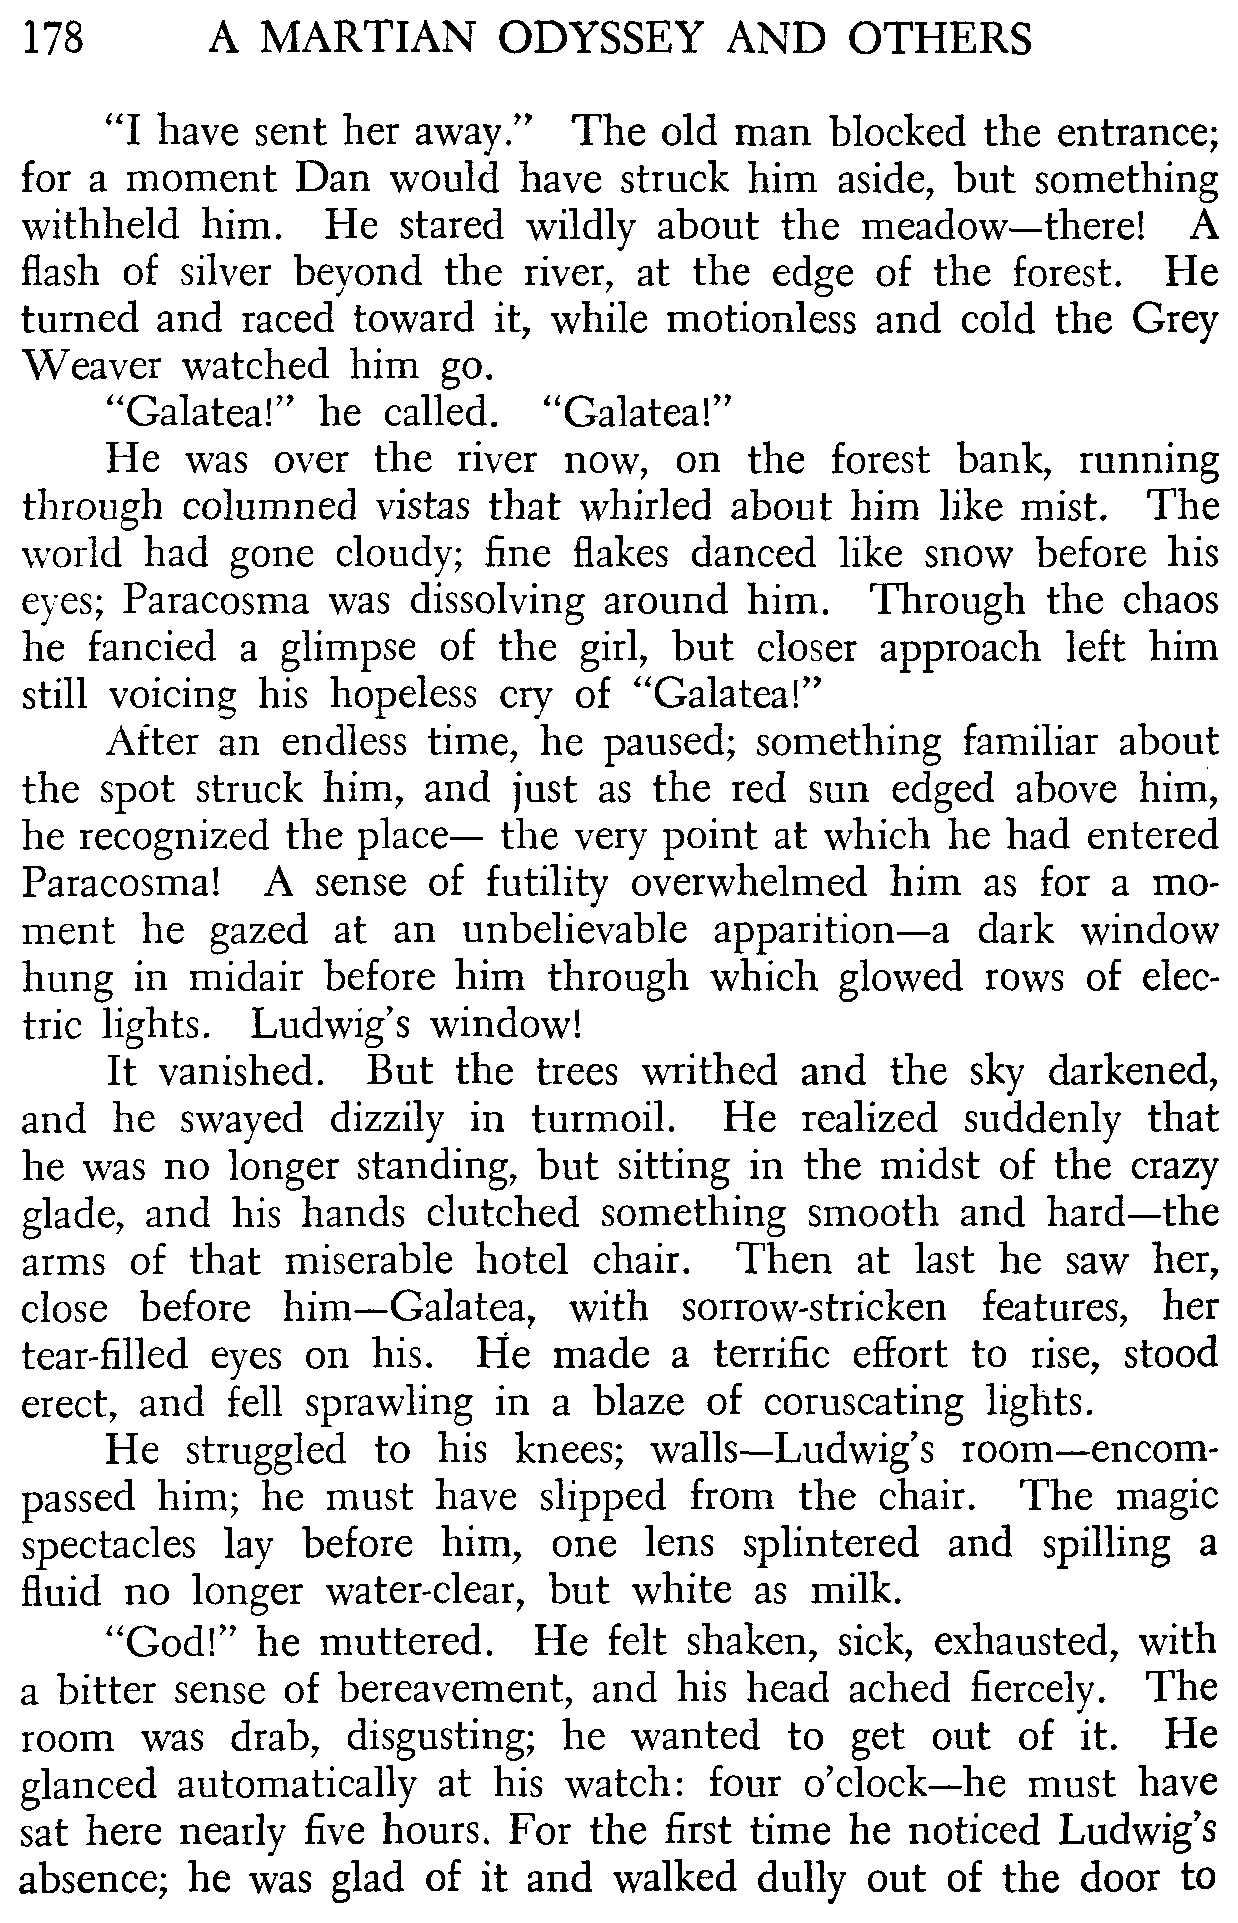 178 A MARTIAN ODYSSEY AND OTHERS
“I have sent her away.” The old man blocked the entrance;
for a moment Dan would have struck him aside, but something
withheld him. He stared wildly about the meadow—there! A
flash of silver beyond the river, at the edge of the forest. He
turned and raced toward it, while motionless and cold the Grey
Weaver watched him go.
“Galatea!” he called. “Galatea!”
He was over the river now, on the forest bank, running
through columned vistas that whirled about him like mist. The
world had gone cloudy; fine flakes danced like snow before his
eyes; Paracosma was dissolving around him. Through the chaos
he fancied a glimpse of the girl, but closer approach left him
still voicing his hopeless cry of “Galatea!”
After an endless time, he paused; something familiar about
the spot struck him, and just as the red sun edged above him,
he recognized the place— the very point at which he had entered
Paracosma! A sense of futility overwhelmed him as for a mo-
ment he gazed at an unbelievable apparition—a dark window
hung in midair before him through which glowed rows of elec-
tric lights. Ludwig’s window!
It vanished. But the trees writhed and the sky darkened,
and he swayed dizzily in turmoil. He realized suddenly that
he was no longer standing, but sitting in the midst of the crazy
glade, and his hands clutched something smooth and hard—the
arms of that miserable hotel chair. Then at last he saw her,
close before him—Galatea, with sorrow-stricken features, her
tear-filled eyes on his. He made a terrific effort to rise, stood
erect, and fell sprawling in a blaze of coruscating lights.
He struggled to his knees; walls—Ludwig’s room—encom-
passed him; he must have slipped from the chair. The magic
spectacles lay before him, one lens splintered and spilling a
fluid no longer water-clear, but white as milk.
“God!” he muttered. He felt shaken, sick, exhausted, with
a bitter sense of bereavement, and his head ached fiercely. The
room was drab, disgusting; he wanted to get out of it. He
glanced automatically at his watch: four o’clock—he must have
sat here nearly five hours. For the first time he noticed Ludwig’s
absence; he was glad of it and walked dully out of the door to